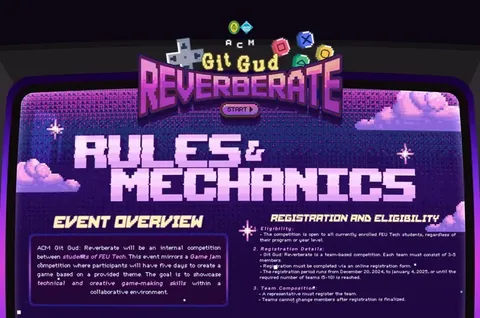 ACM
Git Gud
REVERBERATE
START
RULES &
MECHANICS
EVENT OVERVIEW
ACM Git Gud: Reverberate will be an internal competition
between students of FEU Tech. This event mirrors a Game jam
competition where participants will have five days to create a
game based on a provided theme. The goal is to showcase
technical and creative game-making skills within a
collaborative environment.
REGISTRATION AND ELIGIBILITY
1. Eligibility:
- The competition is open to all currently enrolled FEU Tech students, regardless of
their program or year level.
2. Registration Details:
- Git Gud: Reverberate is a team-based competition. Each team must consist of 3-5
members.
- Registration must be completed via an online registration form.
- The registration period runs from December 20, 2024, to January 4, 2025, or until the
required number of teams (5-10) is reached.
3. Team Composition:
- A representative must register the team.
- Teams cannot change members after registration is finalized.